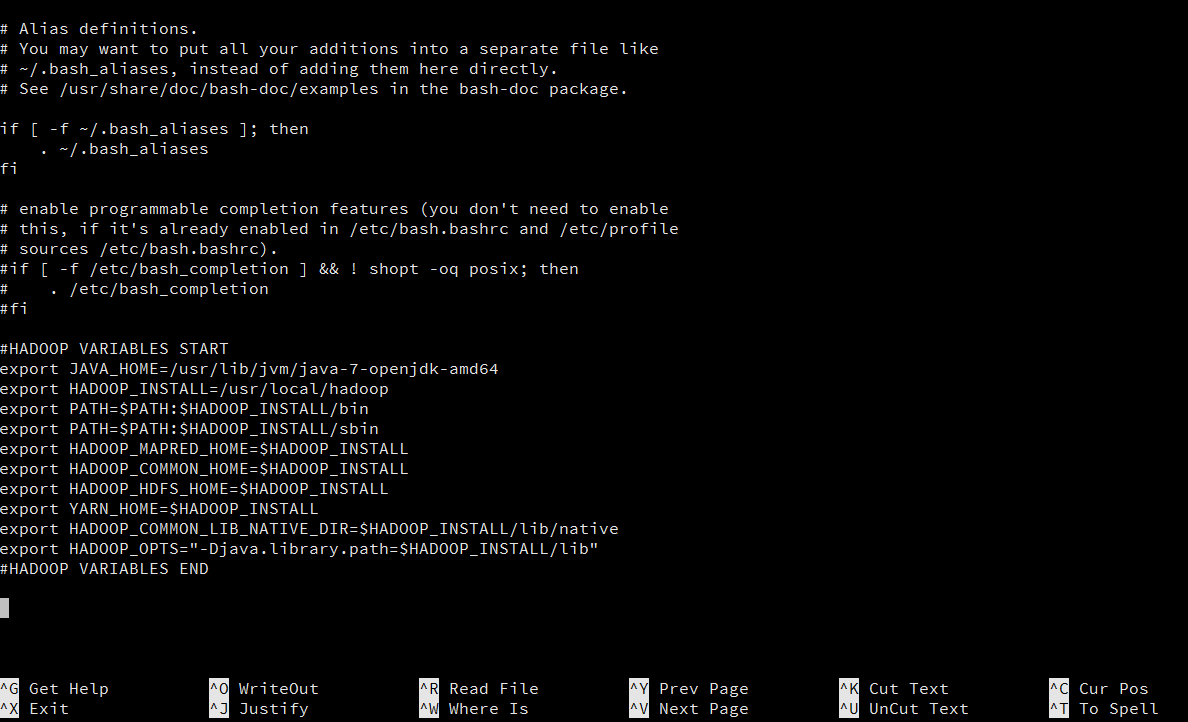 # Alias definitions.
# You may want to put all your additions into a separate file like
# ~/.bash_aliases, instead of adding them here directly.
# See /usr/share/doc/bash-doc/examples in the bash-doc package.

if [ -f ~/.bash_aliases ]; then
    . ~/.bash_aliases
fi

# enable programmable completion features (you don't need to enable
# this, if it's already enabled in /etc/bash.bashrc and /etc/profile
# sources /etc/bash.bashrc).
#if [ -f /etc/bash_completion ] && ! shopt -oq posix; then
#    . /etc/bash_completion
#fi

#HADOOP VARIABLES START
export JAVA_HOME=/usr/lib/jvm/java-7-openjdk-amd64
export HADOOP_INSTALL=/usr/local/hadoop
export PATH=$PATH:$HADOOP_INSTALL/bin
export PATH=$PATH:$HADOOP_INSTALL/sbin
export HADOOP_MAPRED_HOME=$HADOOP_INSTALL
export HADOOP_COMMON_HOME=$HADOOP_INSTALL
export HADOOP_HDFS_HOME=$HADOOP_INSTALL
export YARN_HOME=$HADOOP_INSTALL
export HADOOP_COMMON_LIB_NATIVE_DIR=$HADOOP_INSTALL/lib/native
export HADOOP_OPTS="-Djava.library.path=$HADOOP_INSTALL/lib"
#HADOOP VARIABLES END

^G Get Help ^O WriteOut ^R Read File ^Y Prev Page ^K Cut Text ^C Cur Pos
^X Exit ^J Justify ^W Where Is ^V Next Page ^U UnCut Text ^T To Spell